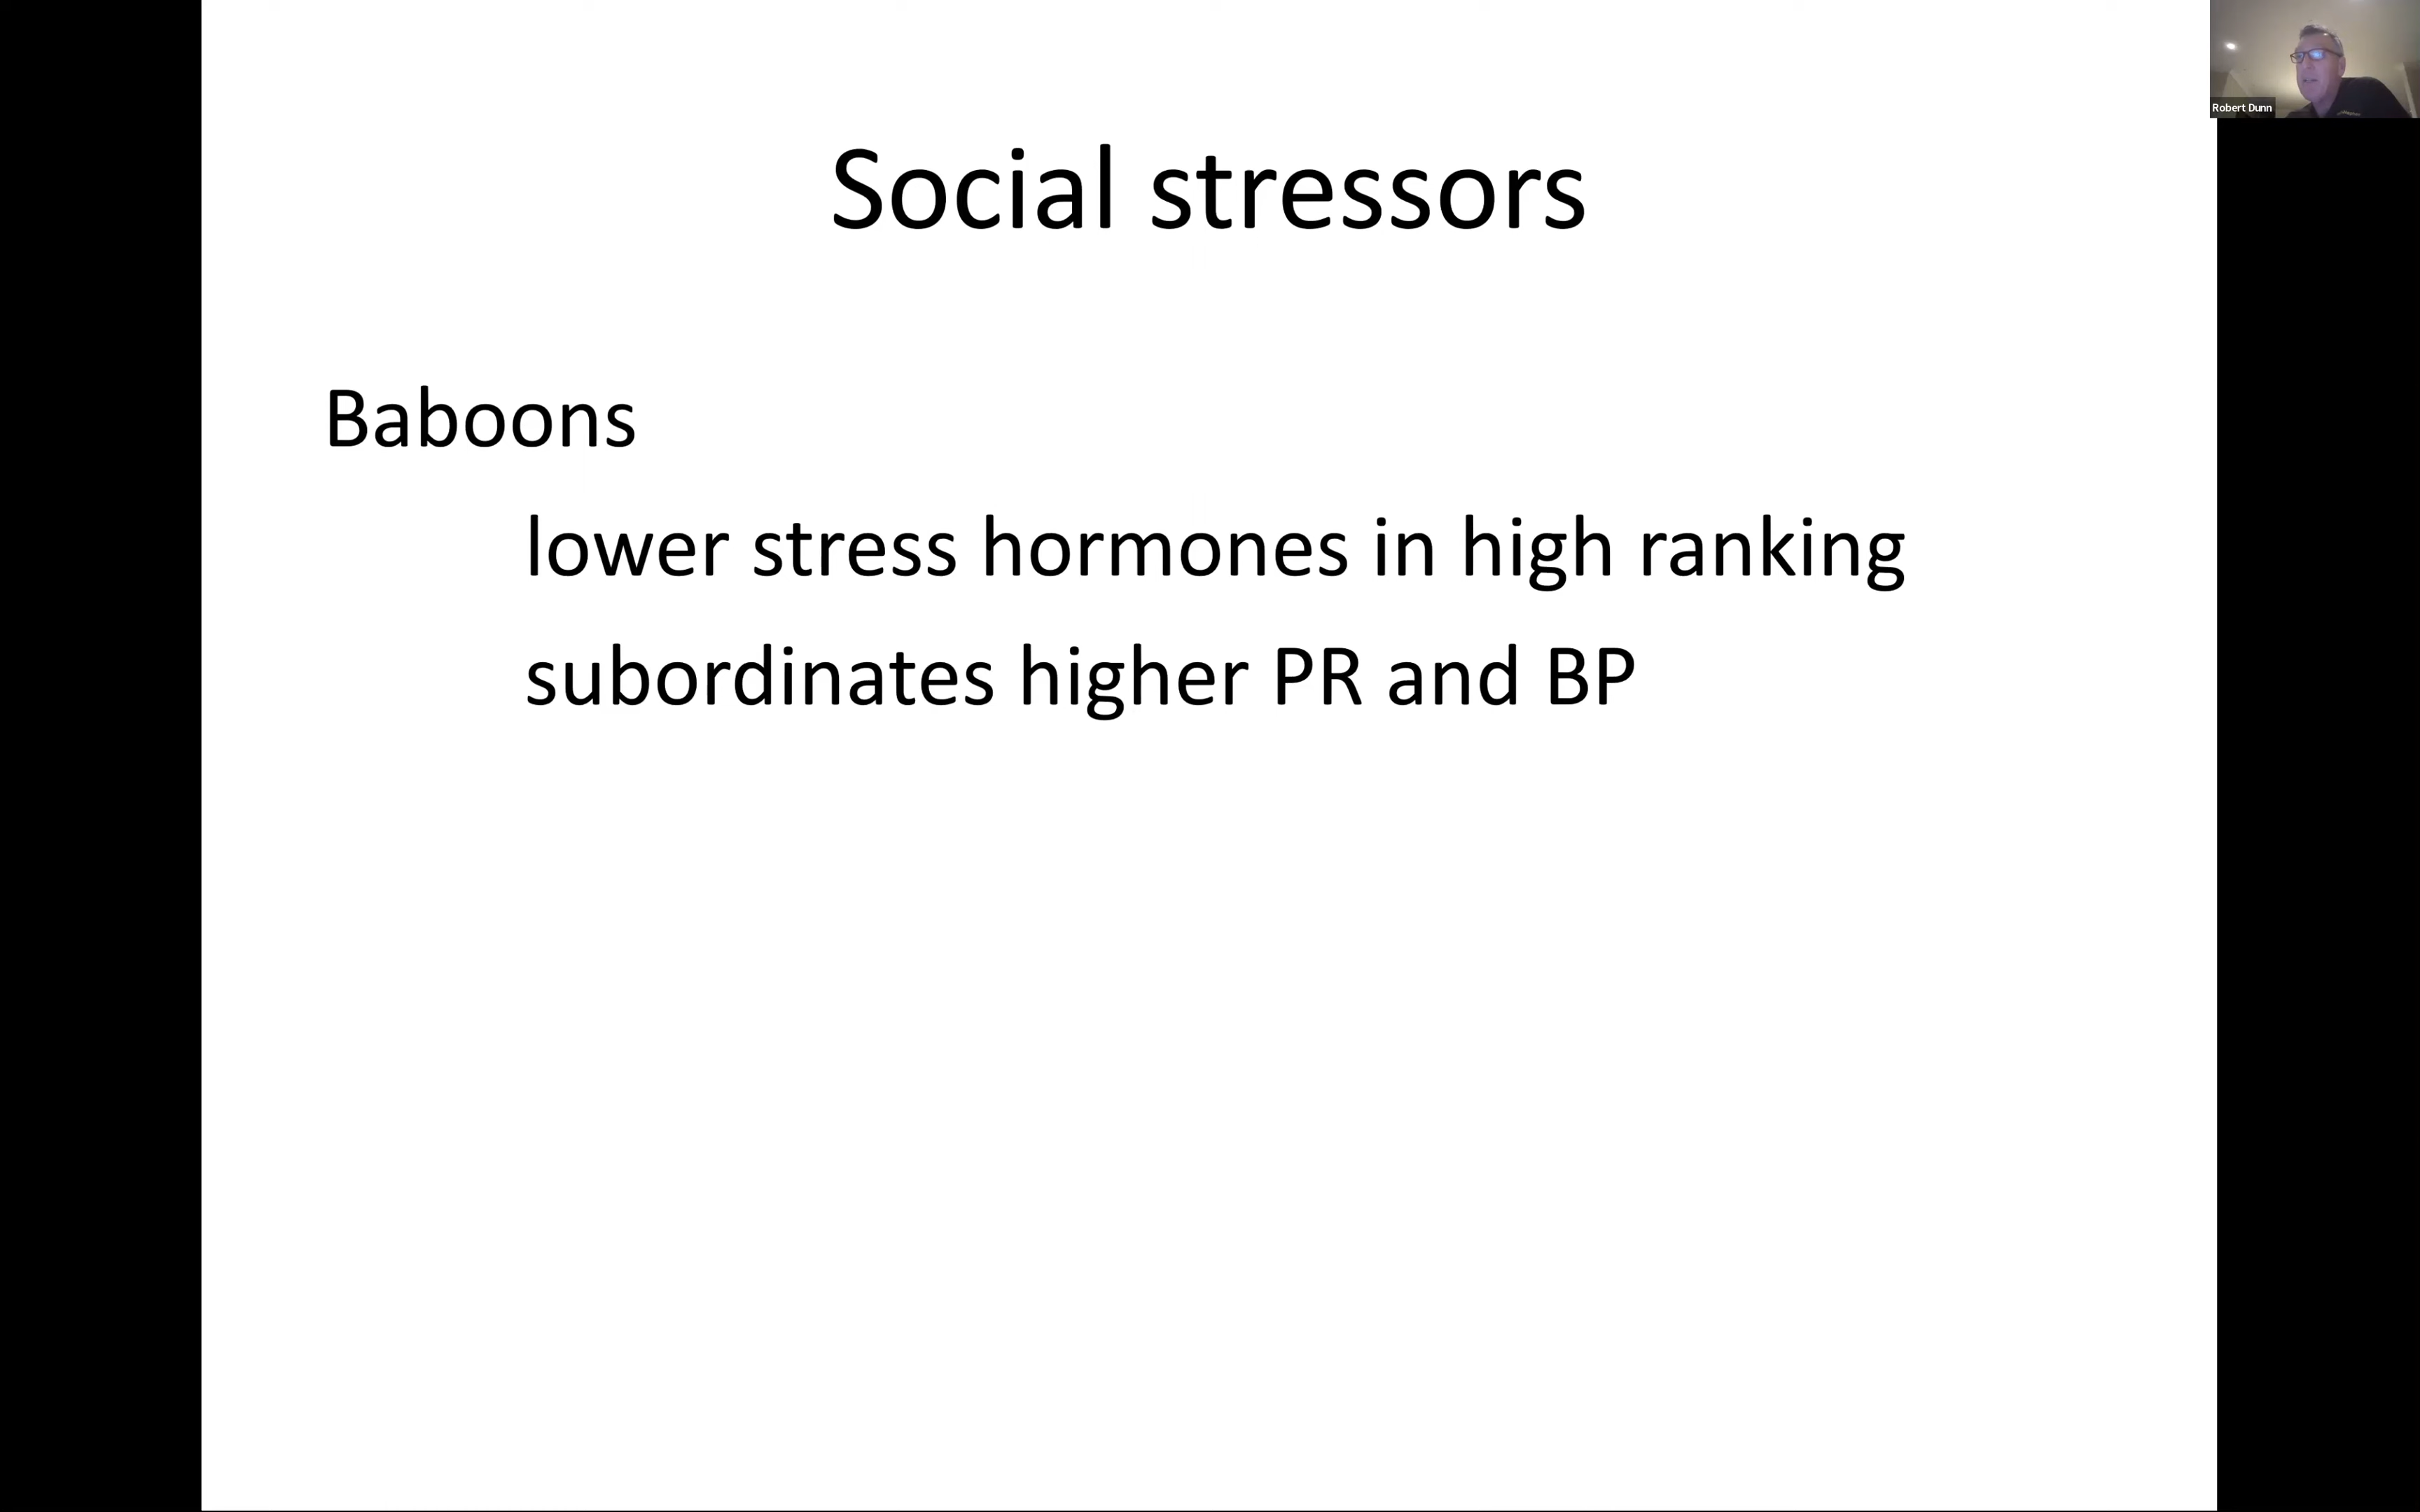 Social stressors
Robert Dunn
Baboons
lower stress hormones in high ranking
subordinates higher PR and BP